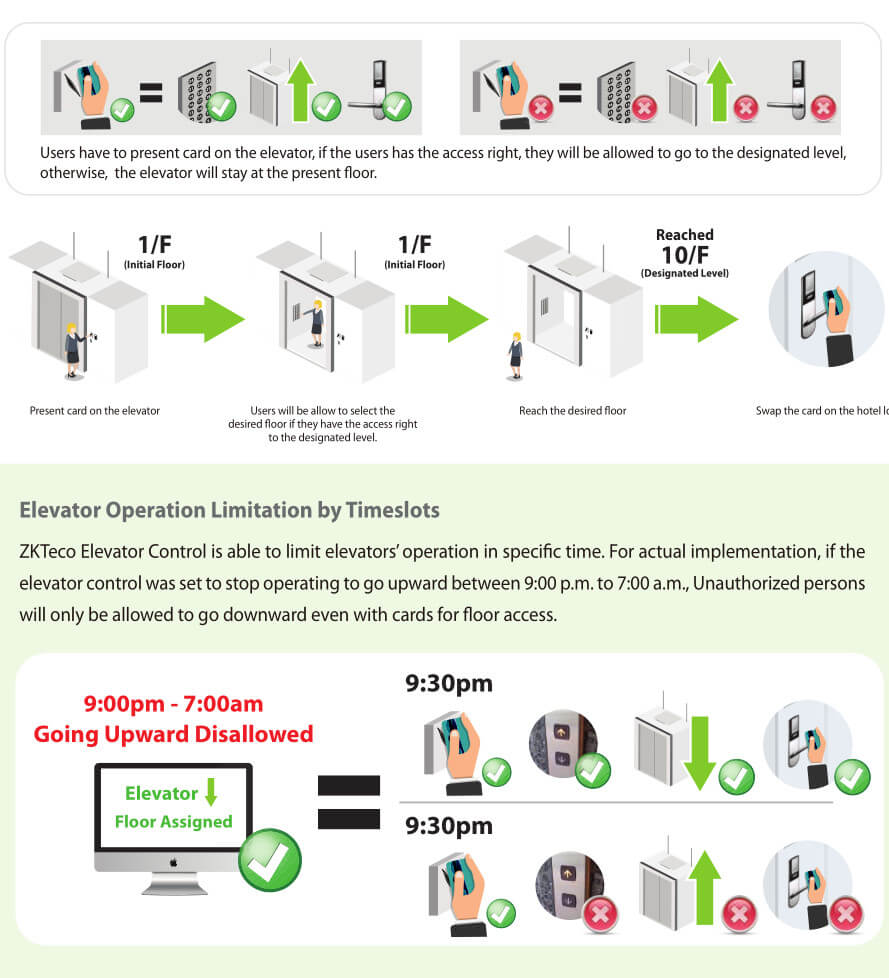 Users have to present card on the elevator, if the users has the access right, they will be allowed to go to the designated level,
otherwise, the elevator will stay at the present floor.
1/F
(Initial Floor)
1/F
(Initial Floor)
Reached
10/F
(Designated Level)
Present card on the elevator
Users will be allow to select the
desired floor if they have the access right
to the designated level.
Reach the desired floor
Swap the card on the hotel
Elevator Operation Limitation by Timeslots
ZKTeco Elevator Control is able to limit elevators' operation in specific time. For actual implementation, if the
elevator control was set to stop operating to go upward between 9:00 p.m. to 7:00 a.m., Unauthorized persons
will only be allowed to go downward even with cards for floor access.
9:00pm - 7:00am
Going Upward Disallowed
Elevator
Floor Assigned
9:30pm
9:30pm